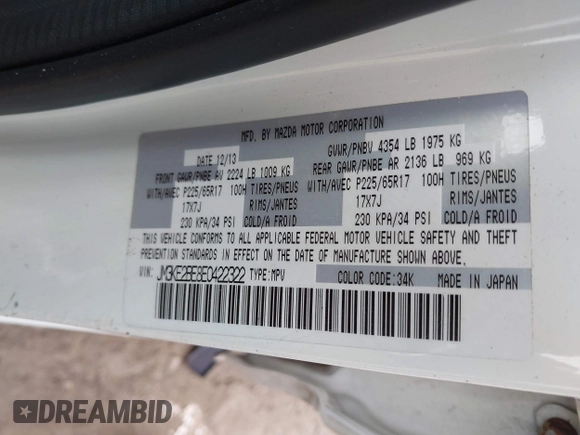 MFD. BY MAZDA MOTOR CORPORATION
DATE 12/13 GVWR/PNBV 4354 LB 1975 KG
FRONT GAWR/PNBE AV 2224 LB 1009 KG REAR GAWR/PNBE AR 2136 LB 969 KG
WITH/AVEC P225/65R17 100H TIRES/PNEUS WITH/AVEC P225/65R17 100H TIRES/PNEUS
17X7J RIMS/JANTES 17X7J RIMS/JANTES
230 KPA/34 PSI COLD/A FROID 230 KPA/34 PSI COLD/A FROID
THIS VEHICLE CONFORMS TO ALL APPLICABLE FEDERAL MOTOR VEHICLE SAFETY AND THEFT
PREVENTION STANDARDS IN EFFECT ON THE DATE OF MANUFACTURE SHOWN ABOVE.
VIN: JM3KE2BE8E0422322 TYPE:MPV COLOR CODE:34K MADE IN JAPAN
DREAMBID